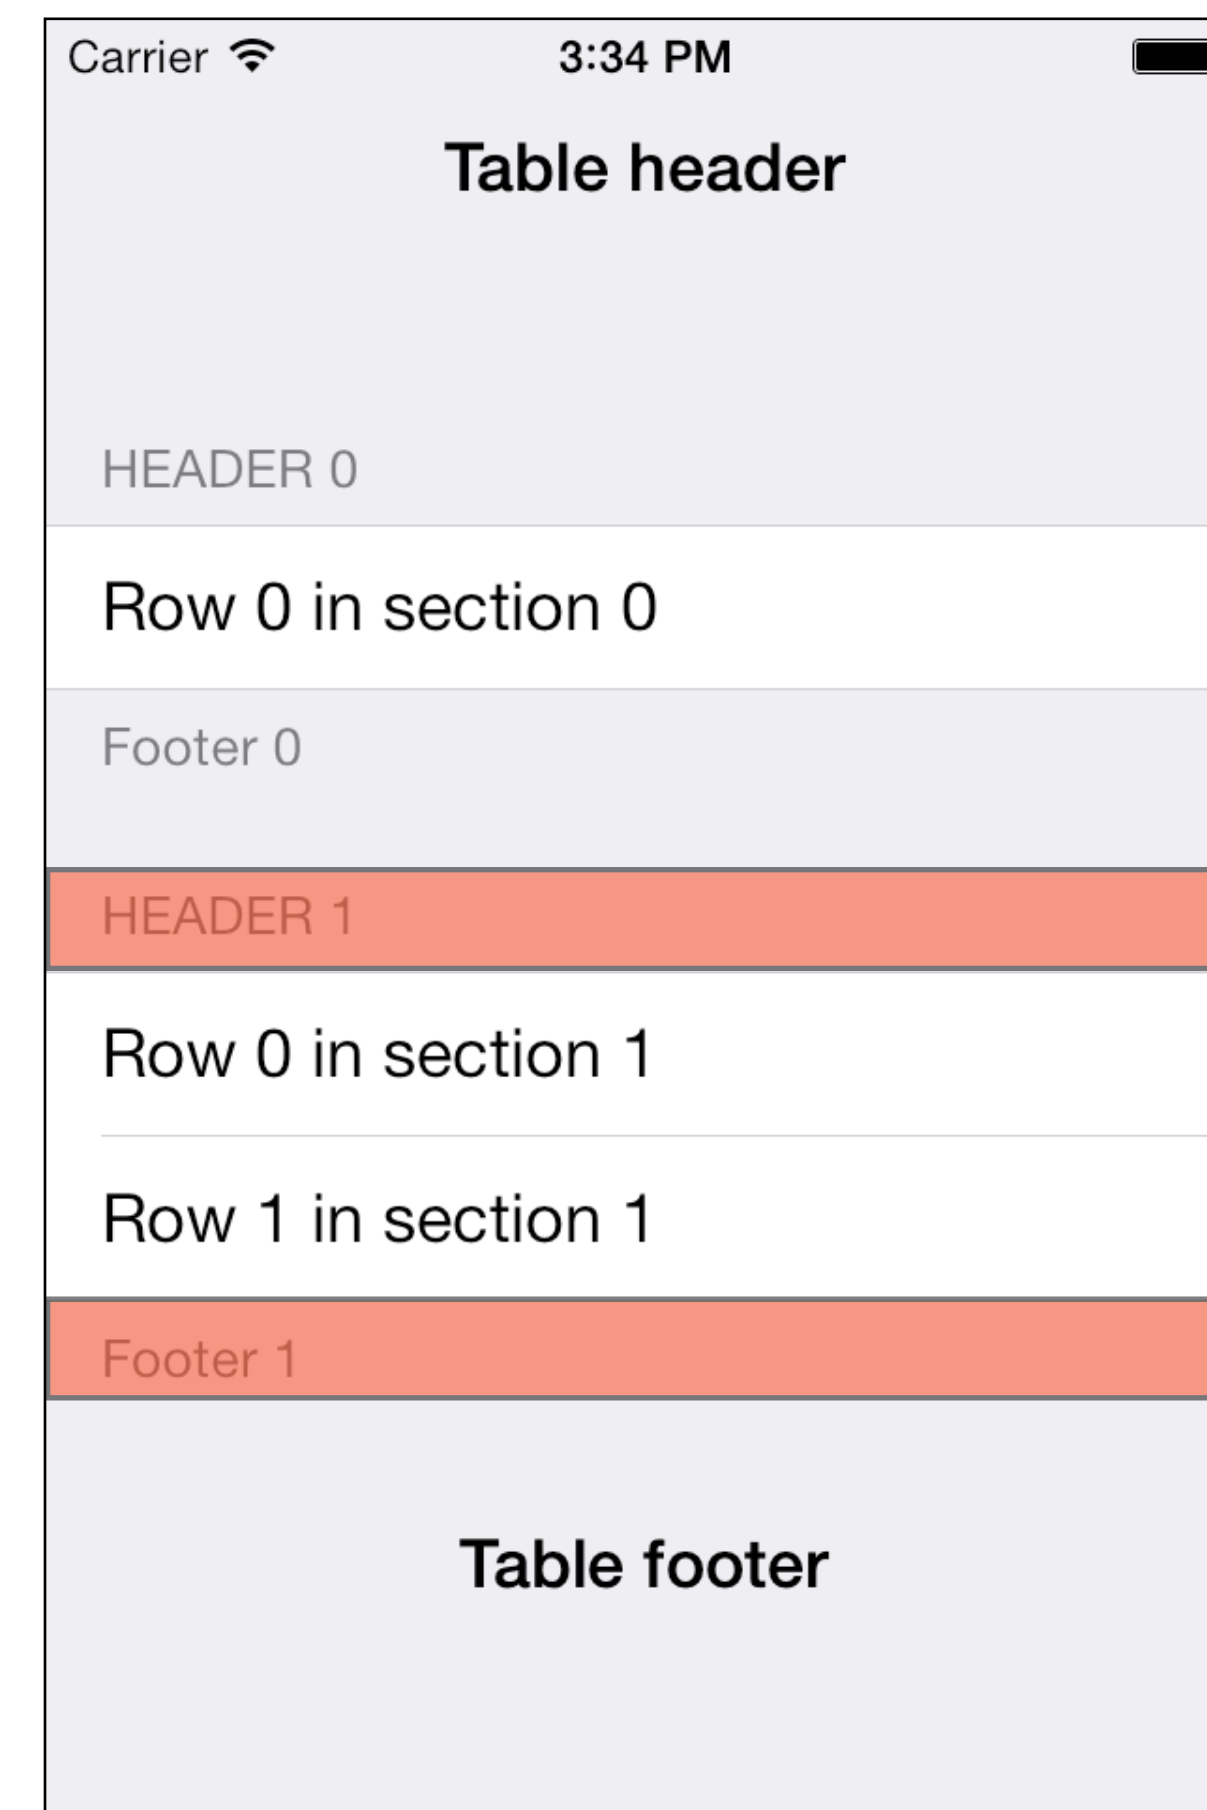 Carrier 3:34 PM
Table header
HEADER 0
Row 0 in section 0
Footer 0
HEADER 1
Row 0 in section 1
Row 1 in section 1
Footer 1
Table footer